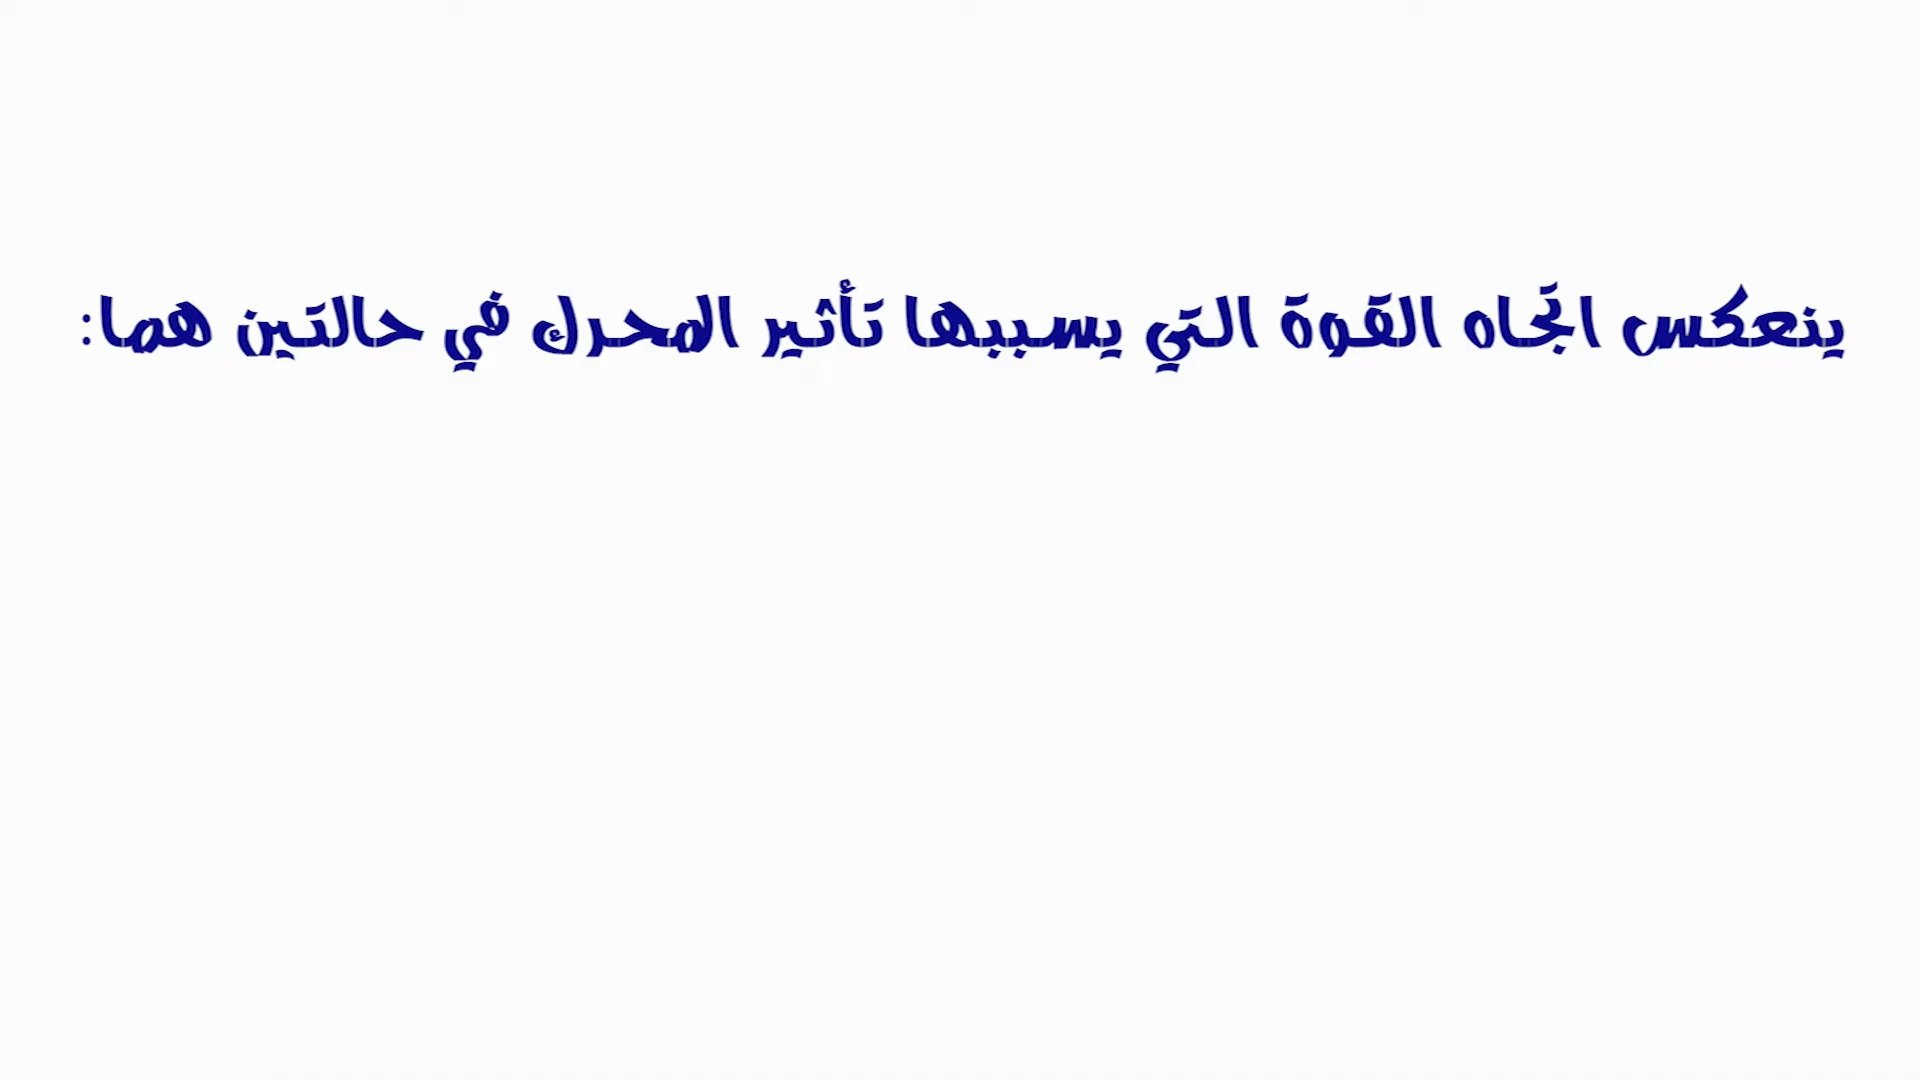 ينعكس اتجاه القوة التي يسببها تأثير المحرك في حالتين هما: